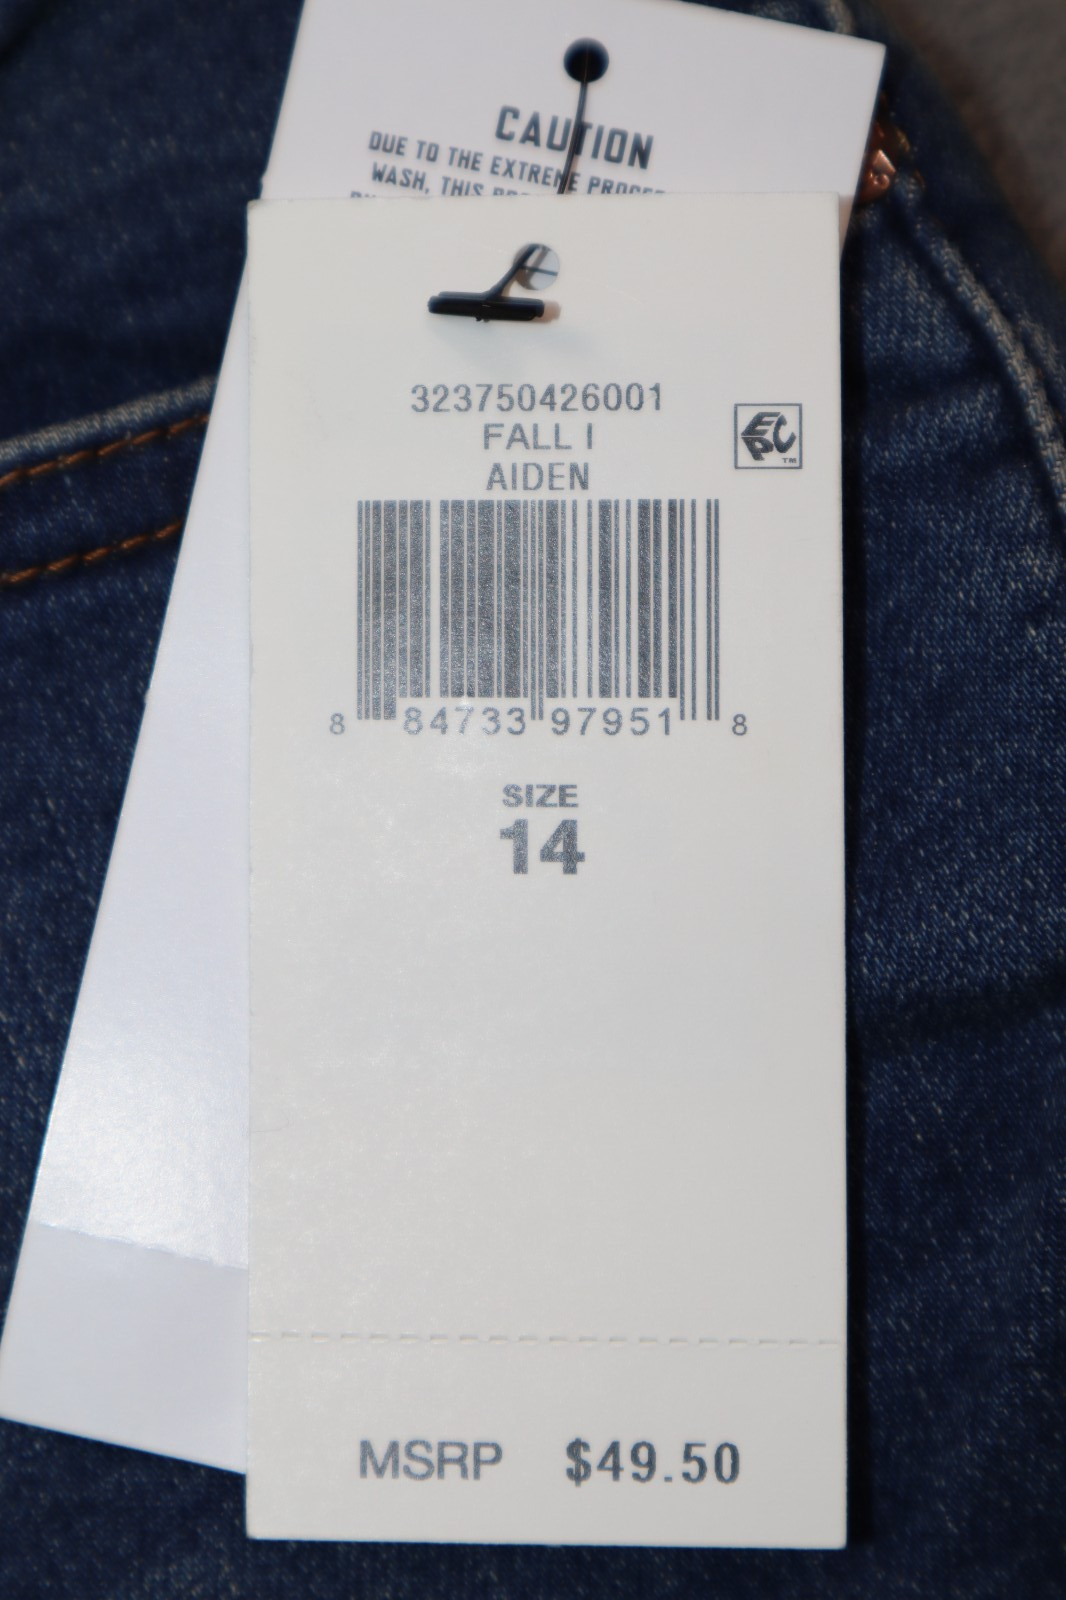 CAUTION
DUE TO THE EXTREME
WASH, THIS
323750426001
FALL I
AIDEN
EPC™
8 84733 97951 8
SIZE
14
MSRP $49.50